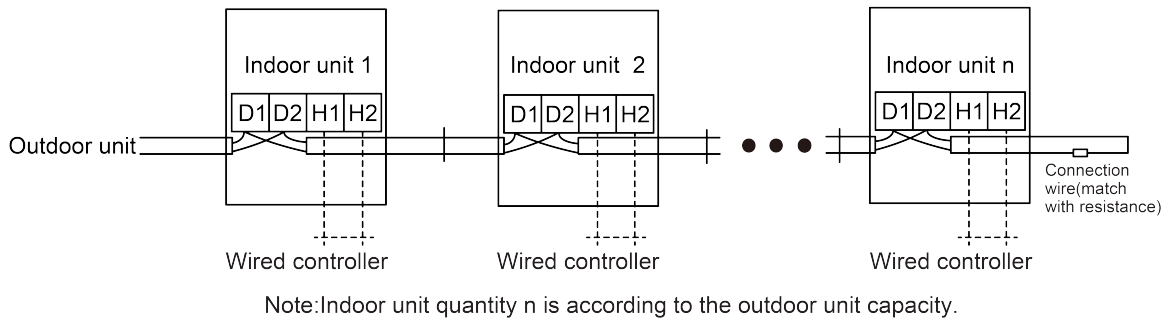 Indoor unit 1
Indoor unit 2
Indoor unit n
D1 D2 H1 H2
D1 D2 H1 H2
D1 D2 H1 H2
Outdoor unit
Connection
wire(match
with resistance)
Wired controller
Wired controller
Wired controller
Note:Indoor unit quantity n is according to the outdoor unit capacity.